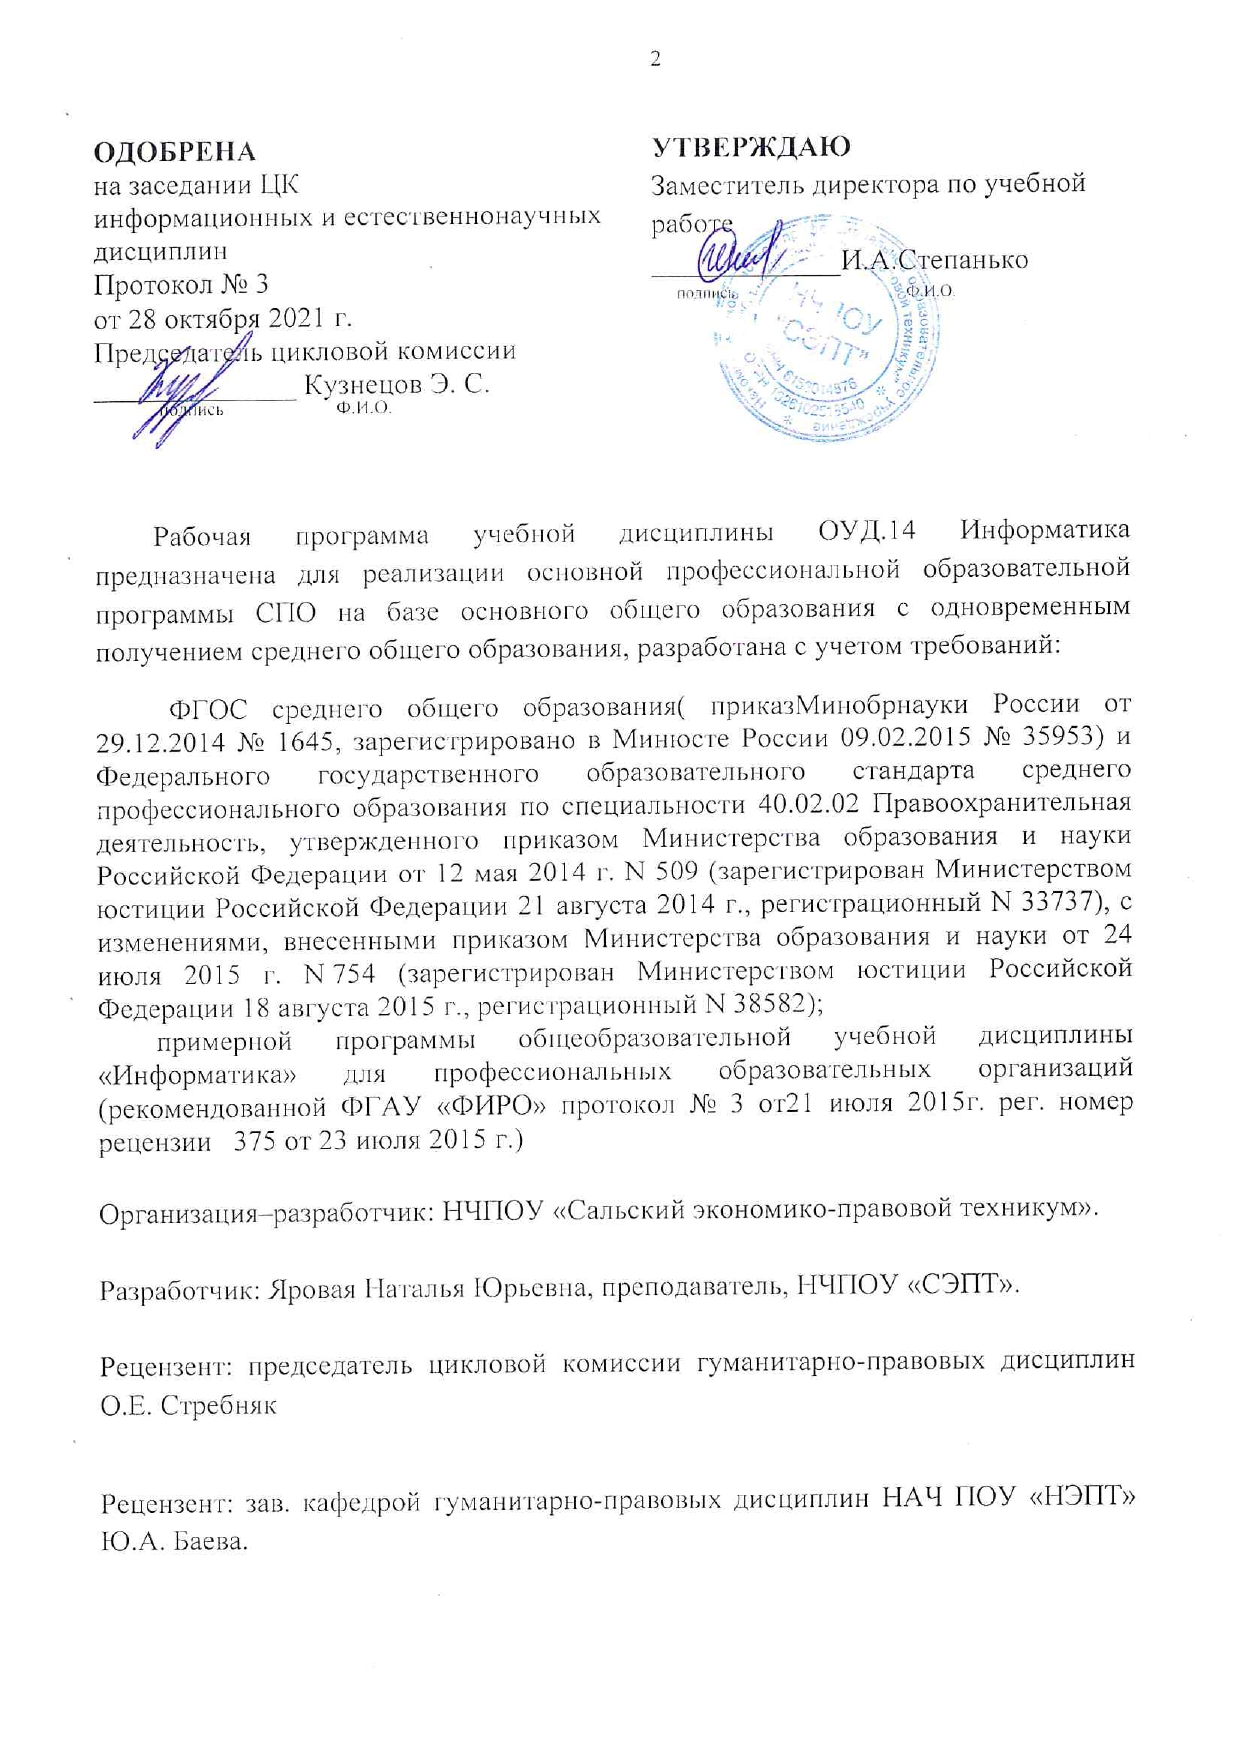 2
ОДОБРЕНА
на заседании ЦК
информационных и естественнонаучных
дисциплин
Протокол № 3
от 28 октября 2021 г.
Председатель цикловой комиссии
______________ Кузнецов Э. С.
подпись Ф.И.О.
УТВЕРЖДАЮ
Заместитель директора по учебной
работе
_____________И.А.Степанько
подпись Ф.И.О.
НЧПОУ
"СЭПТ"
Рабочая программа учебной дисциплины ОУД.14 Информатика
предназначена для реализации основной профессиональной образовательной
программы СПО на базе основного общего образования с одновременным
получением среднего общего образования, разработана с учетом требований:
ФГОС среднего общего образования( приказМинобрнауки России от
29.12.2014 № 1645, зарегистрировано в Минюсте России 09.02.2015 № 35953) и
Федерального государственного образовательного стандарта среднего
профессионального образования по специальности 40.02.02 Правоохранительная
деятельность, утвержденного приказом Министерства образования и науки
Российской Федерации от 12 мая 2014 г. N 509 (зарегистрирован Министерством
юстиции Российской Федерации 21 августа 2014 г., регистрационный N 33737), с
изменениями, внесенными приказом Министерства образования и науки от 24
июля 2015 г. N 754 (зарегистрирован Министерством юстиции Российской
Федерации 18 августа 2015 г., регистрационный N 38582);
примерной программы общеобразовательной учебной дисциплины
«Информатика» для профессиональных образовательных организаций
(рекомендованной ФГАУ «ФИРО» протокол № 3 от21 июля 2015г. рег. номер
рецензии 375 от 23 июля 2015 г.)
Организация–разработчик: НЧПОУ «Сальский экономико-правовой техникум».
Разработчик: Яровая Наталья Юрьевна, преподаватель, НЧПОУ «СЭПТ».
Рецензент: председатель цикловой комиссии гуманитарно-правовых дисциплин
О.Е. Стребняк
Рецензент: зав. кафедрой гуманитарно-правовых дисциплин НАЧ ПОУ «НЭПТ»
Ю.А. Баева.